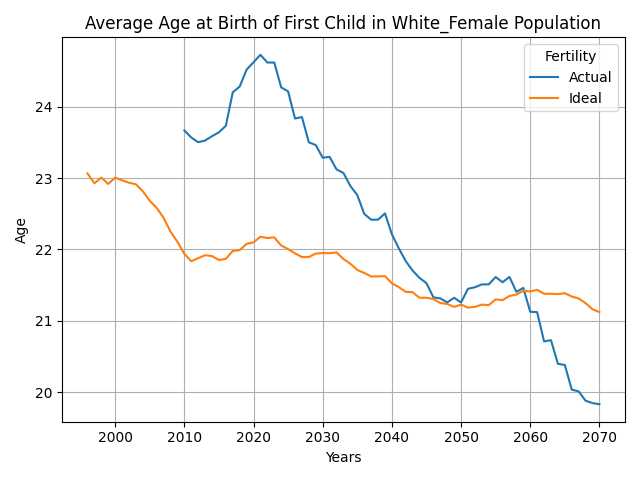 Average Age at Birth of First Child in White_Female Population
Fertility
Actual
Ideal
Age
24
23
22
21
20
2000
2010
2020
2030
2040
2050
2060
2070
Years